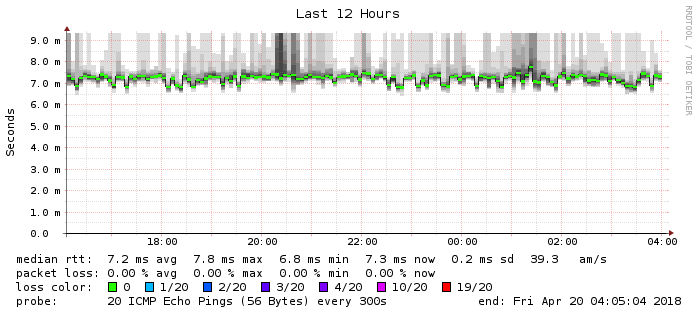 Last 12 Hours
RRDTOOL / TOBI OETIKER
Seconds
9.0 m
8.0 m
7.0 m
6.0 m
5.0 m
4.0 m
3.0 m
2.0 m
1.0 m
0.0
18:00 20:00 22:00 00:00 02:00 04:00
median rtt: 7.2 ms avg 7.8 ms max 6.8 ms min 7.3 ms now 0.2 ms sd 39.3 am/s
packet loss: 0.00 % avg 0.00 % max 0.00 % min 0.00 % now
loss color: 0 1/20 2/20 3/20 4/20 10/20 19/20
probe: 20 ICMP Echo Pings (56 Bytes) every 300s end: Fri Apr 20 04:05:04 2018